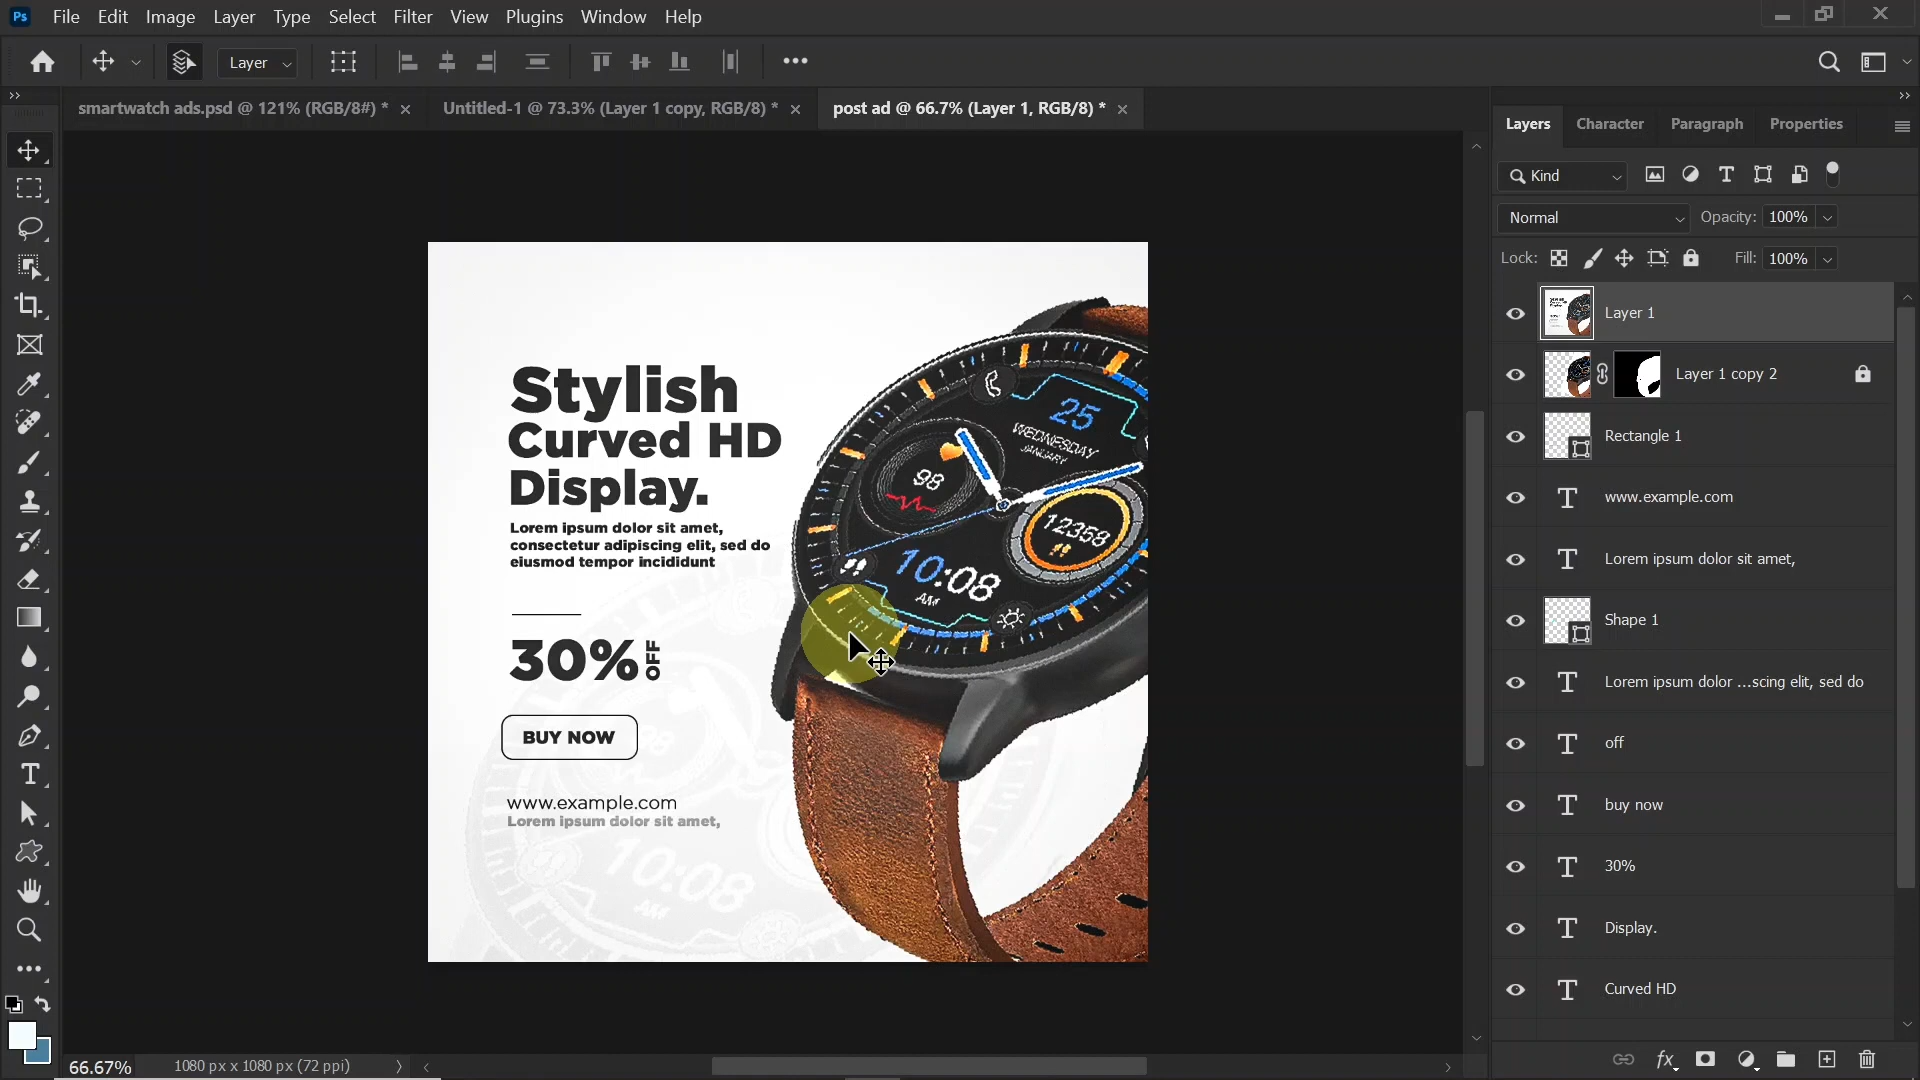 Ps File Edit Image Layer Type Select Filter View Plugins Window Help
Layer
smartwatch ads.psd @ 121% (RGB/8#) *
Untitled-1 @ 73.3% (Layer 1 copy, RGB/8) *
post ad @ 66.7% (Layer 1, RGB/8) *
Layers Character Paragraph Properties
Kind
Normal Opacity: 100%
Lock: Fill: 100%
Layer 1
Layer 1 copy 2
Rectangle 1
www.example.com
Lorem ipsum dolor sit amet,
Shape 1
Lorem ipsum dolor ...scing elit, sed do
off
buy now
30%
Display.
Curved HD
Stylish
Curved HD
Display.
Lorem ipsum dolor sit amet,
consectetur adipiscing elit, sed do
eiusmod tempor incididunt
30% OFF
BUY NOW
www.example.com
Lorem ipsum dolor sit amet,
25
WEDNESDAY
JANUARY
98
12358
10:08
AM
98
10:08
AM
66.67% 1080 px x 1080 px (72 ppi)